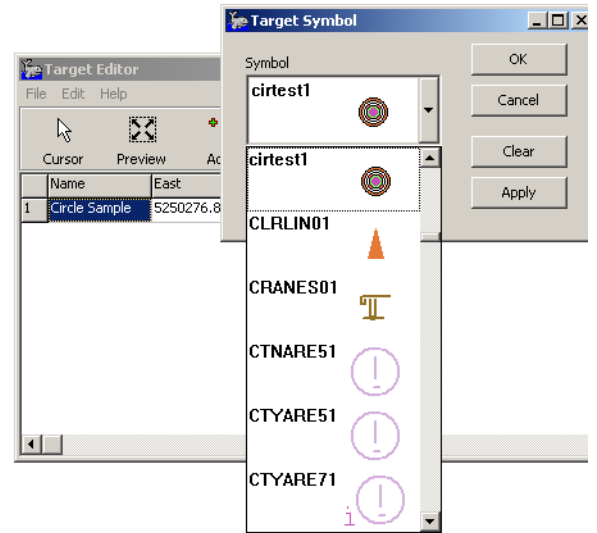 Target Symbol
Symbol
cirtest1
OK
Cancel
Clear
Apply
cirtest1
CLRLIN01
CRANES01
CTNARE51
CTYARE51
CTYARE71
i
Target Editor
File Edit Help
Cursor Preview
Name East
1 Circle Sample 5250276.8